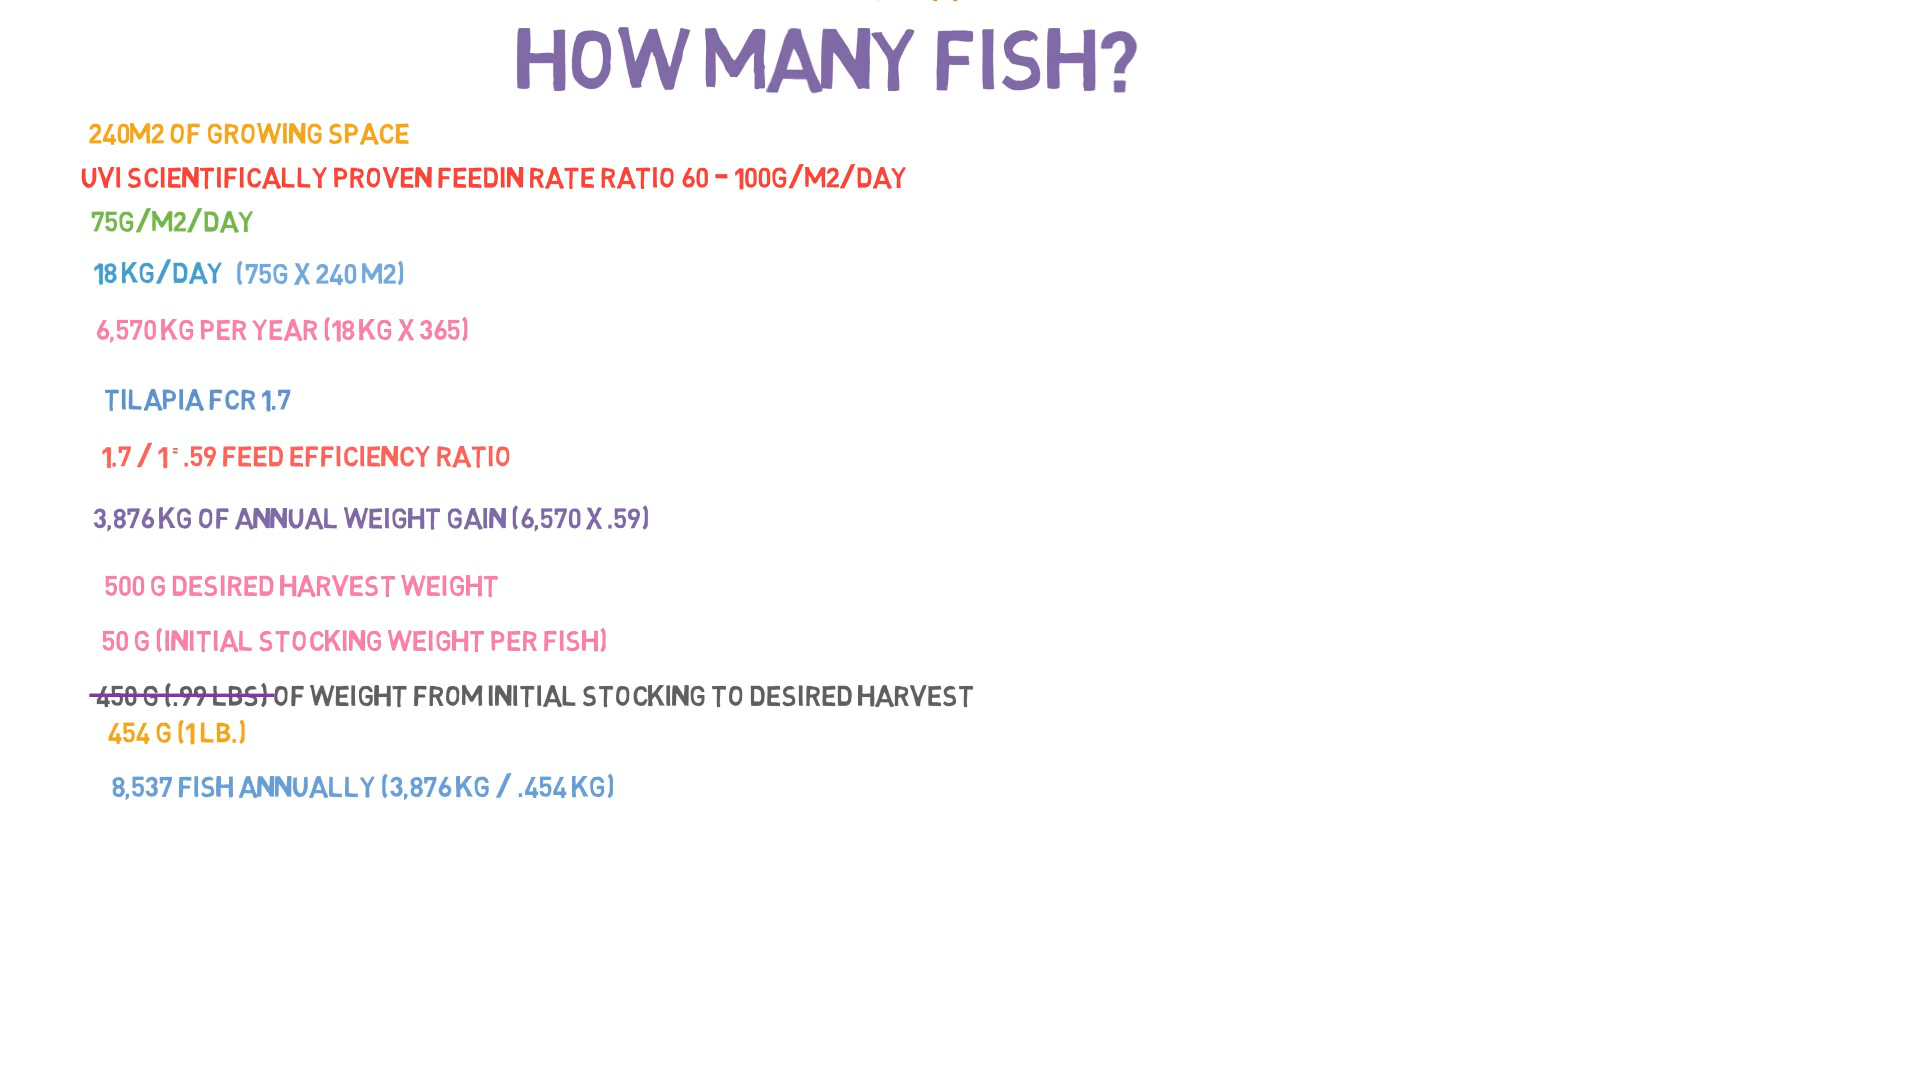 HOW MANY FISH?
240M2 OF GROWING SPACE
UVI SCIENTIFICALLY PROVEN FEEDIN RATE RATIO 60 - 100G/M2/DAY
75G/M2/DAY
18 KG/DAY (75G X 240 M2)
6,570 KG PER YEAR (18 KG X 365)
TILAPIA FCR 1.7
1.7 / 1 = .59 FEED EFFICIENCY RATIO
3,876 KG OF ANNUAL WEIGHT GAIN (6,570 X .59)
500 G DESIRED HARVEST WEIGHT
50 G (INITIAL STOCKING WEIGHT PER FISH)
450 G (.99 LBS) OF WEIGHT FROM INITIAL STOCKING TO DESIRED HARVEST
454 G (1 LB.)
8,537 FISH ANNUALLY (3,876 KG / .454 KG)